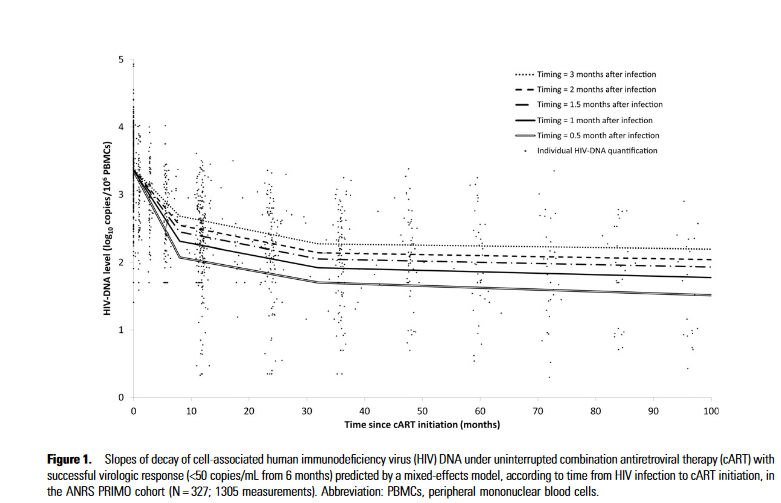 5
4
3
2
1
0
HIV-DNA level (log10 copies/10⁶ PBMCs)
Timing = 3 months after infection
Timing = 2 months after infection
Timing = 1.5 months after infection
Timing = 1 month after infection
Timing = 0.5 month after infection
Individual HIV-DNA quantification
0 10 20 30 40 50 60 70 80 90 100
Time since cART initiation (months)
Figure 1. Slopes of decay of cell-associated human immunodeficiency virus (HIV) DNA under uninterrupted combination antiretroviral therapy (cART) with
successful virologic response (<50 copies/mL from 6 months) predicted by a mixed-effects model, according to time from HIV infection to cART initiation, in
the ANRS PRIMO cohort (N = 327; 1305 measurements). Abbreviation: PBMCs, peripheral mononuclear blood cells.